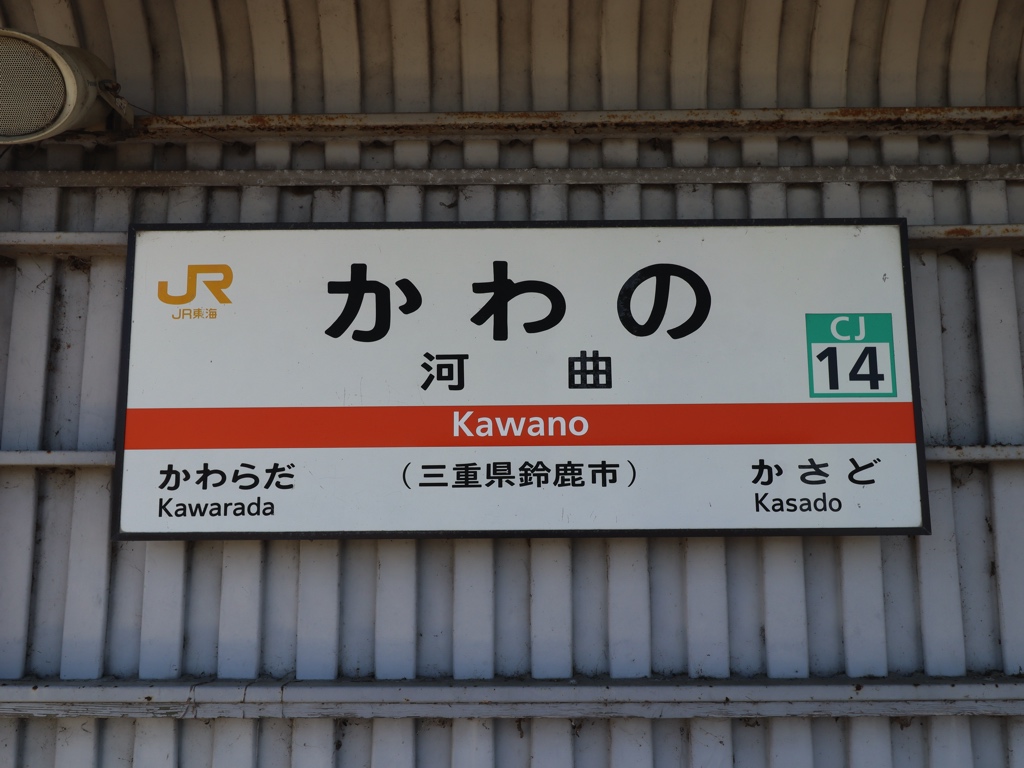 JR
JR東海
かわの
河曲
CJ
14
Kawano
かわらだ
Kawarada
(三重県鈴鹿市)
かさど
Kasado